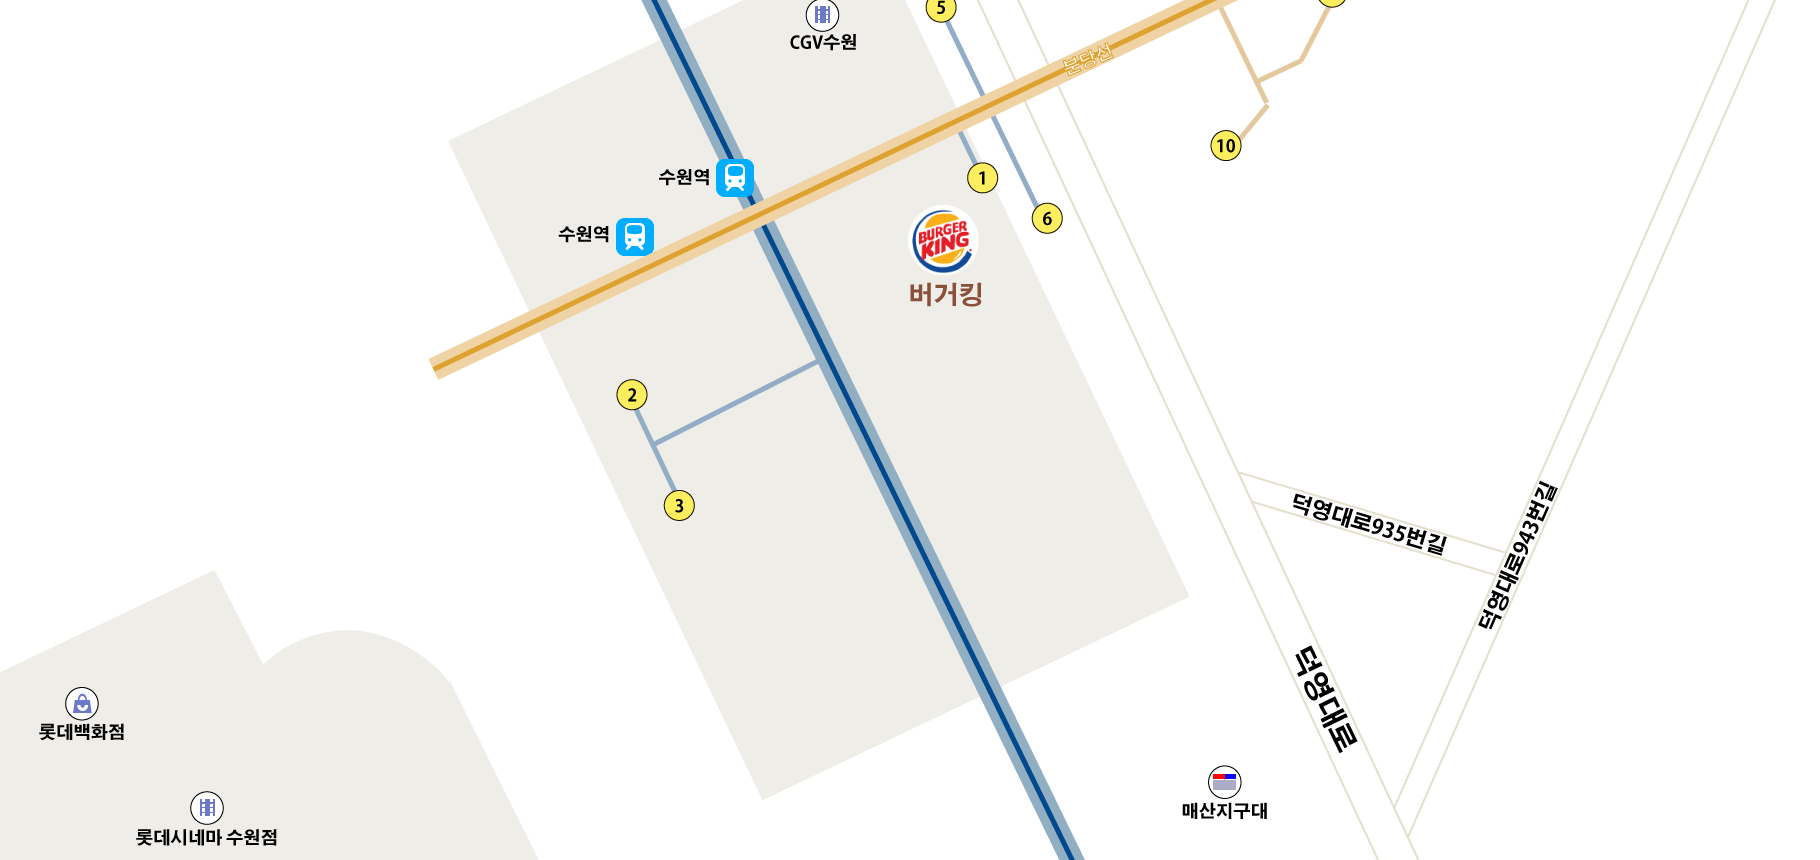 5
CGV수원
분당선
10
수원역
1
6
수원역
BURGER
KING
버거킹
2
3
덕영대로935번길
덕영대로943번길
덕영대로
롯데백화점
매산지구대
롯데시네마 수원점